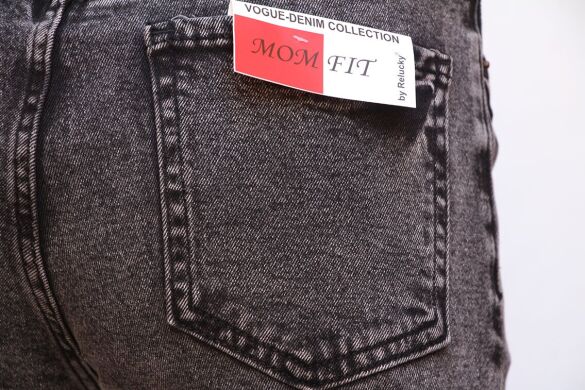 VOGUE-DENIM COLLECTION
MOM FIT
by Relucky